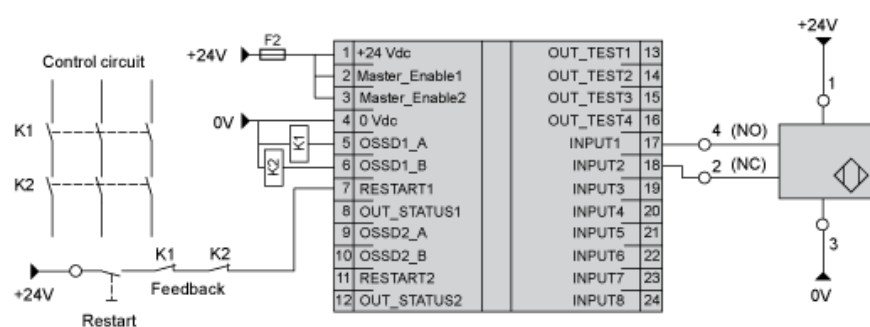 +24V
F2
Control circuit
K1
K2
0V
K1
K2
1 +24 Vdc
2 Master_Enable1
3 Master_Enable2
4 0 Vdc
5 OSSD1_A
6 OSSD1_B
7 RESTART1
8 OUT_STATUS1
9 OSSD2_A
10 OSSD2_B
11 RESTART2
12 OUT_STATUS2
OUT_TEST1 13
OUT_TEST2 14
OUT_TEST3 15
OUT_TEST4 16
INPUT1 17
INPUT2 18
INPUT3 19
INPUT4 20
INPUT5 21
INPUT6 22
INPUT7 23
INPUT8 24
+24V
1
4 (NO)
2 (NC)
3
0V
K1 K2
Feedback
+24V
Restart